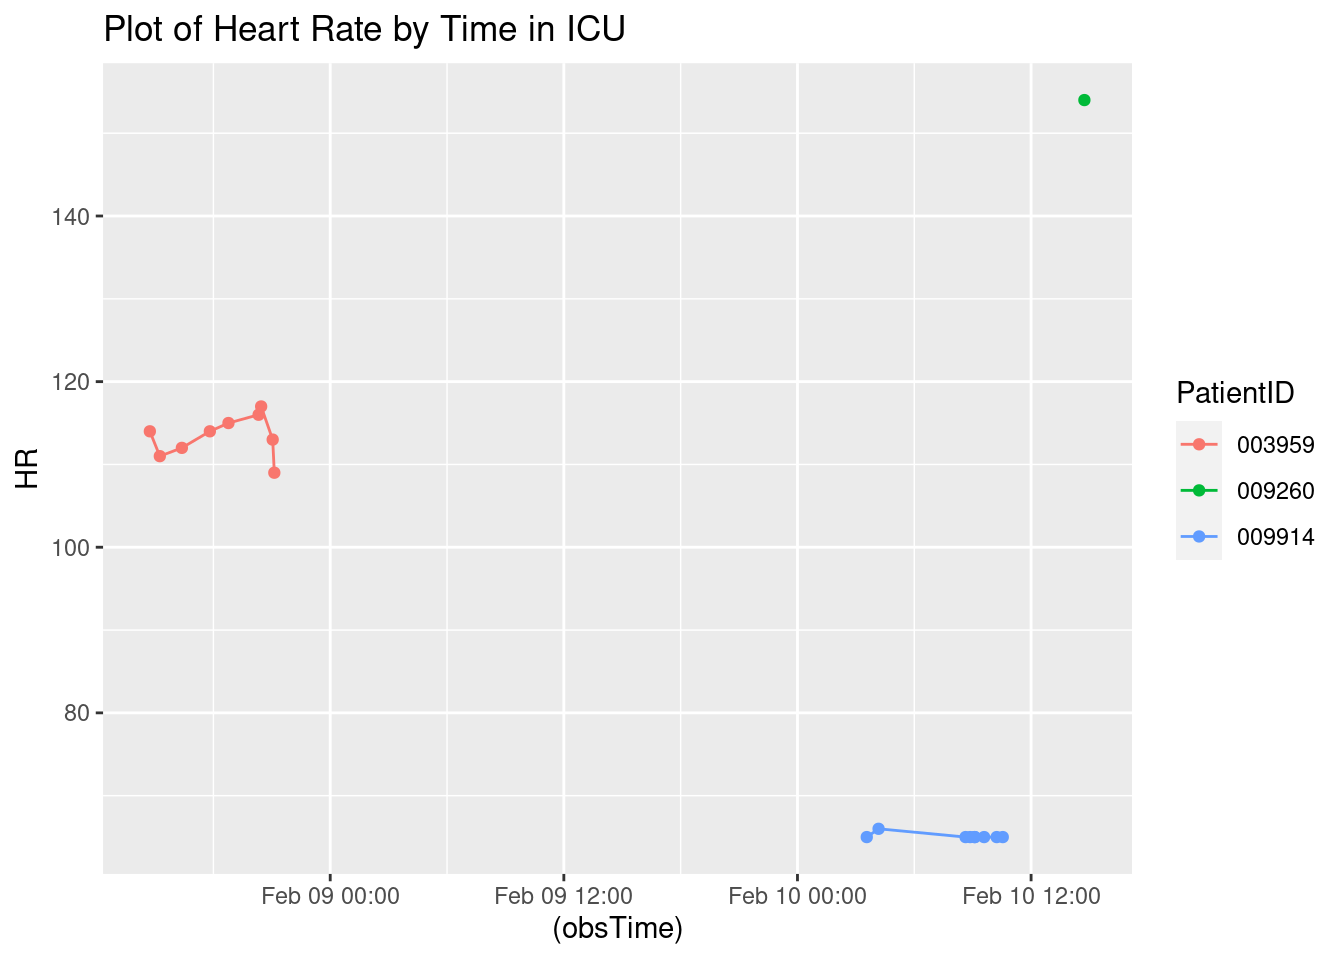 Plot of Heart Rate by Time in ICU
HR
140
120
100
80
Feb 09 00:00
Feb 09 12:00
Feb 10 00:00
Feb 10 12:00
(obsTime)
PatientID
003959
009260
009914